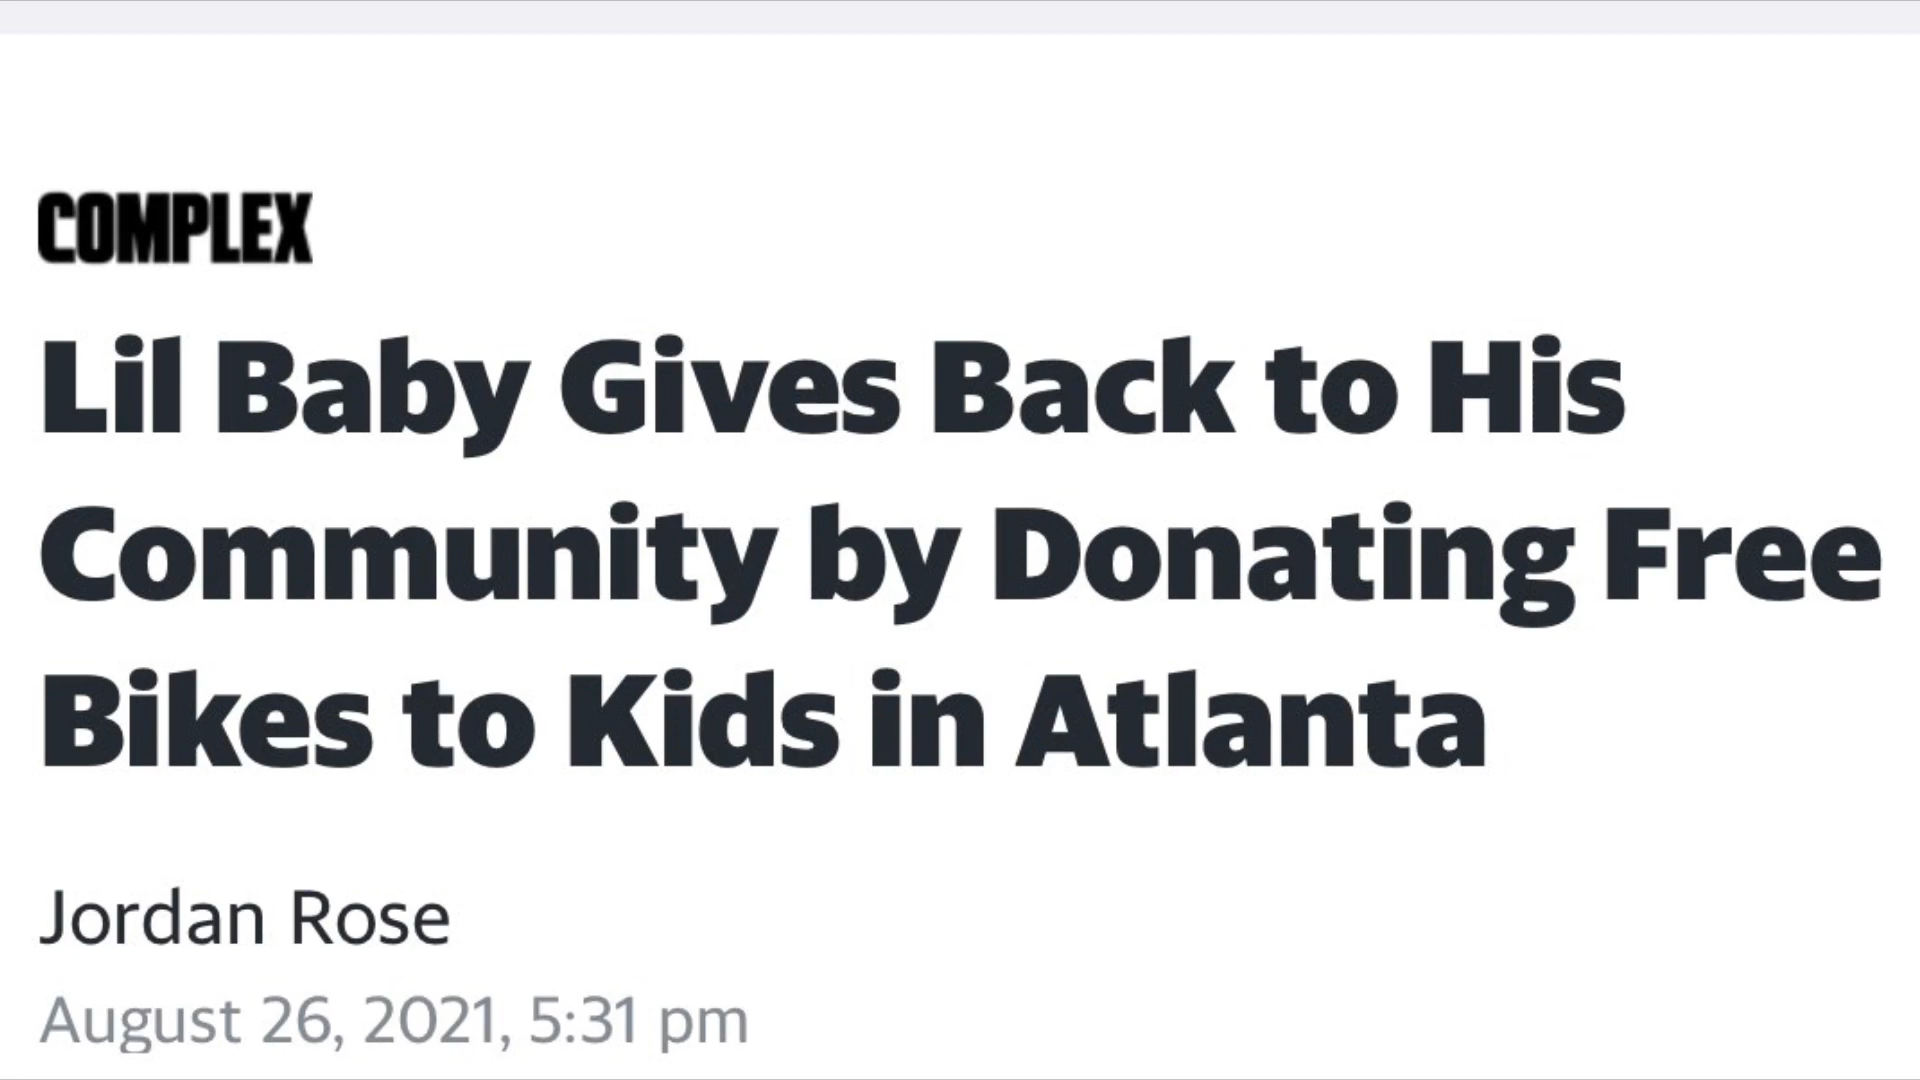 COMPLEX
Lil Baby Gives Back to His
Community by Donating Free
Bikes to Kids in Atlanta
Jordan Rose
August 26, 2021, 5:31 pm